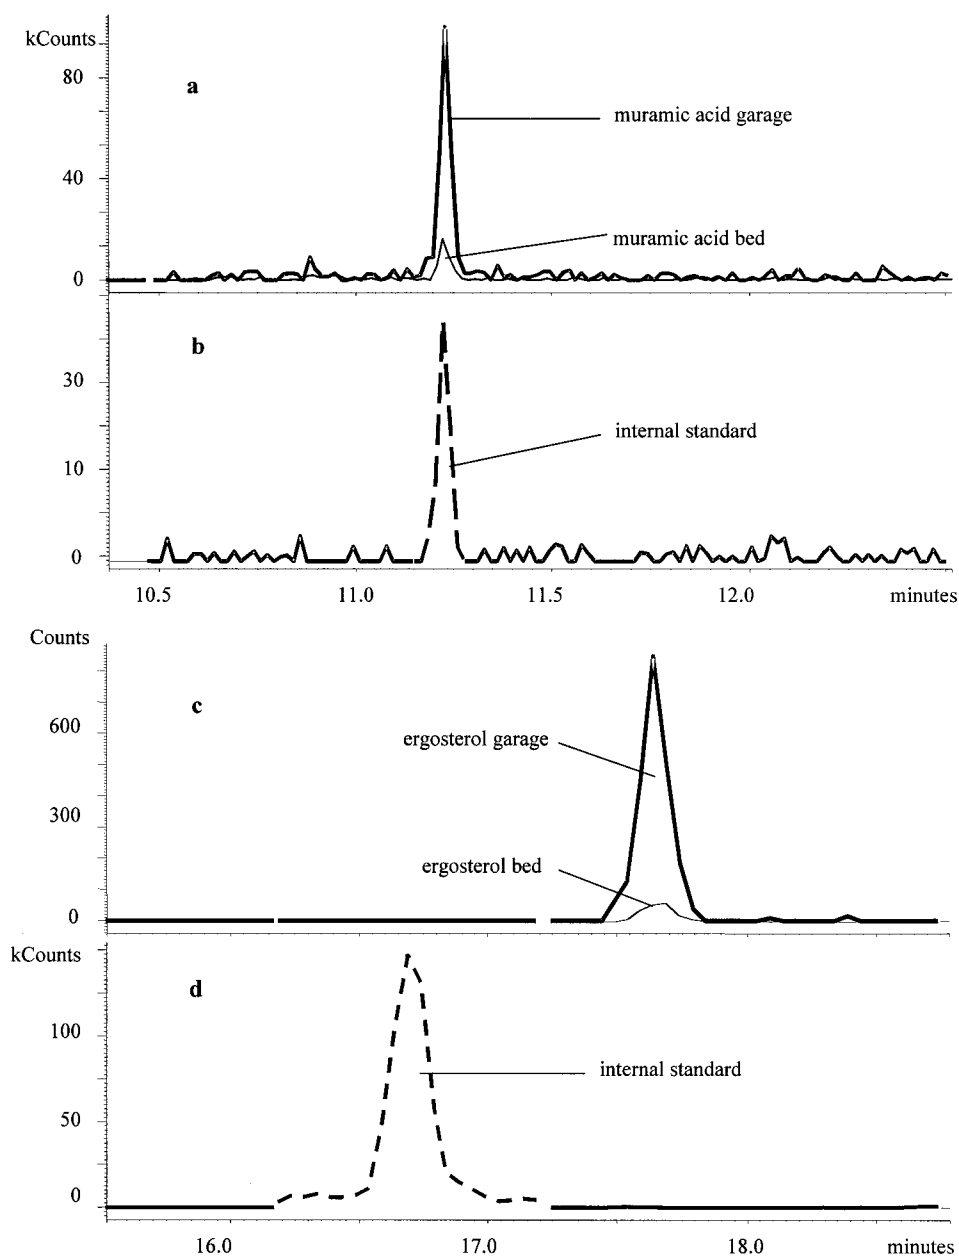 kCounts
80
a
muramic acid garage
40
muramic acid bed
0
b
30
internal standard
10
0
10.5 11.0 11.5 12.0 minutes
Counts
c
600
ergosterol garage
300
ergosterol bed
0
kCounts
d
100
internal standard
50
0
16.0 17.0 18.0 minutes